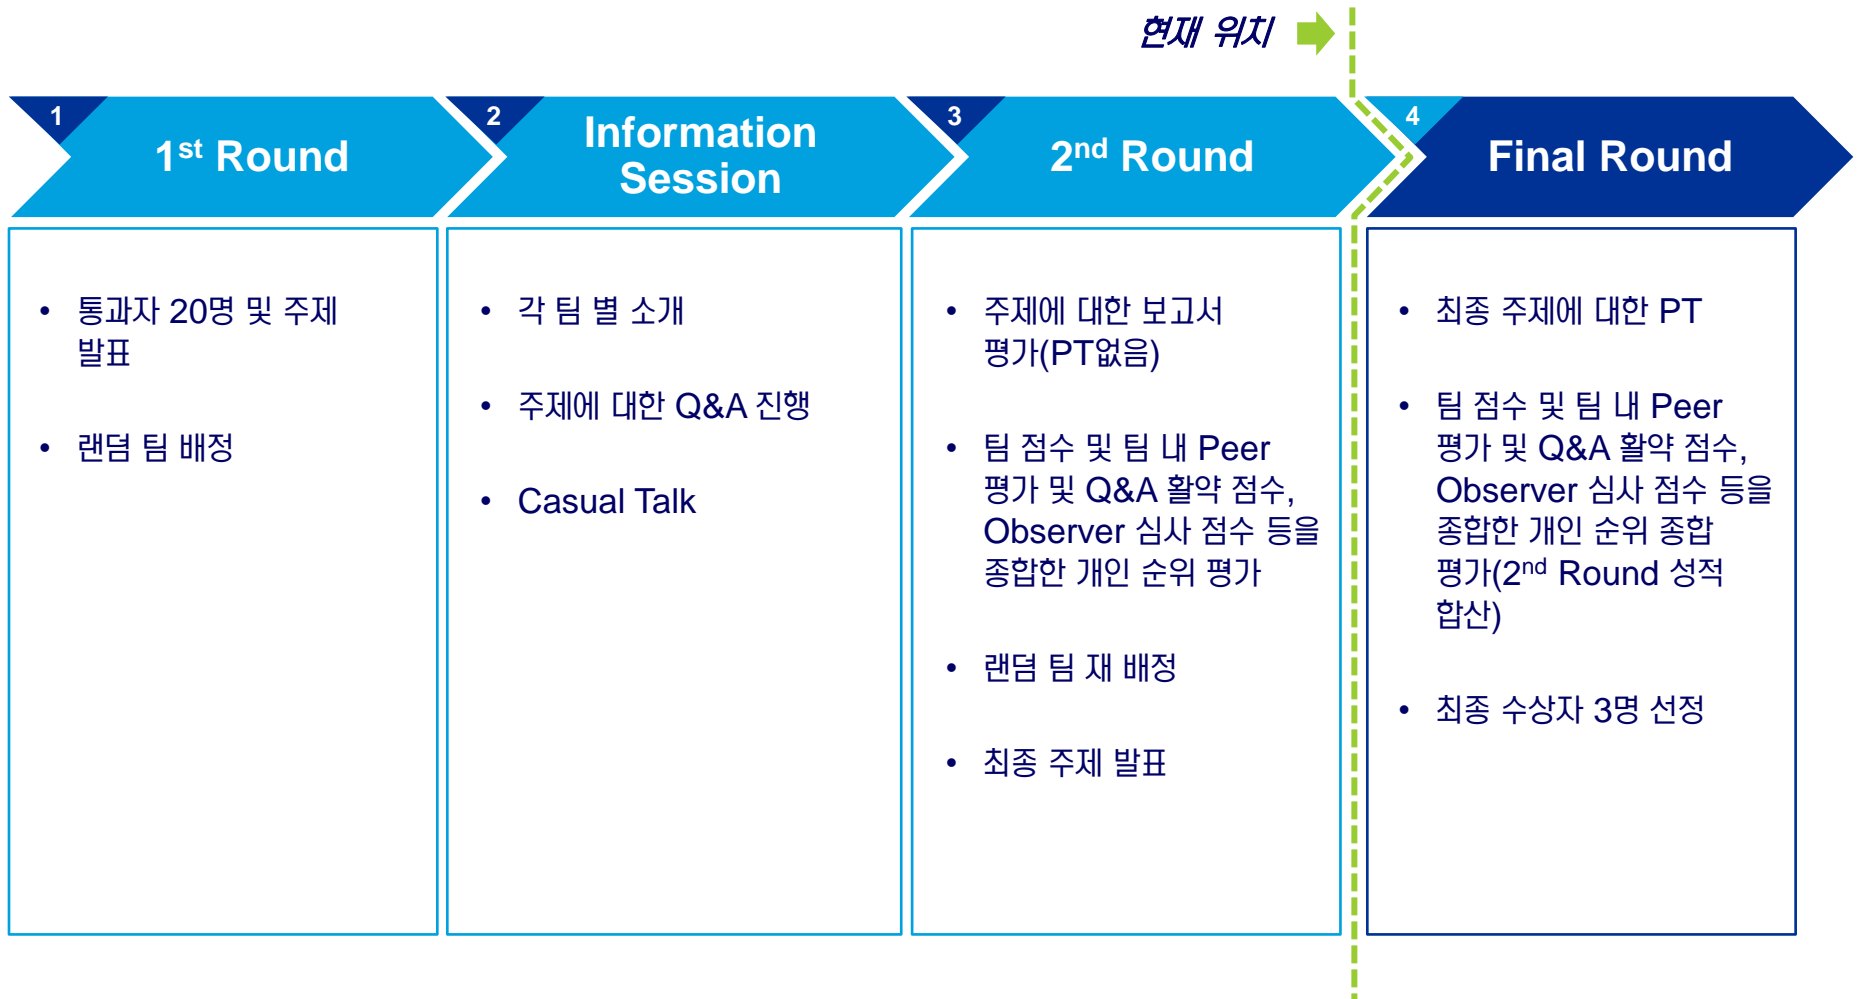 현재 위치
1
1st Round
2
Information
Session
3
2nd Round
4
Final Round
• 통과자 20명 및 주제
발표
• 랜덤 팀 배정
• 각 팀 별 소개
• 주제에 대한 Q&A 진행
• Casual Talk
• 주제에 대한 보고서
평가(PT없음)
• 팀 점수 및 팀 내 Peer
평가 및 Q&A 활약 점수,
Observer 심사 점수 등을
종합한 개인 순위 평가
• 랜덤 팀 재 배정
• 최종 주제 발표
• 최종 주제에 대한 PT
• 팀 점수 및 팀 내 Peer
평가 및 Q&A 활약 점수,
Observer 심사 점수 등을
종합한 개인 순위 종합
평가(2nd Round 성적
합산)
• 최종 수상자 3명 선정